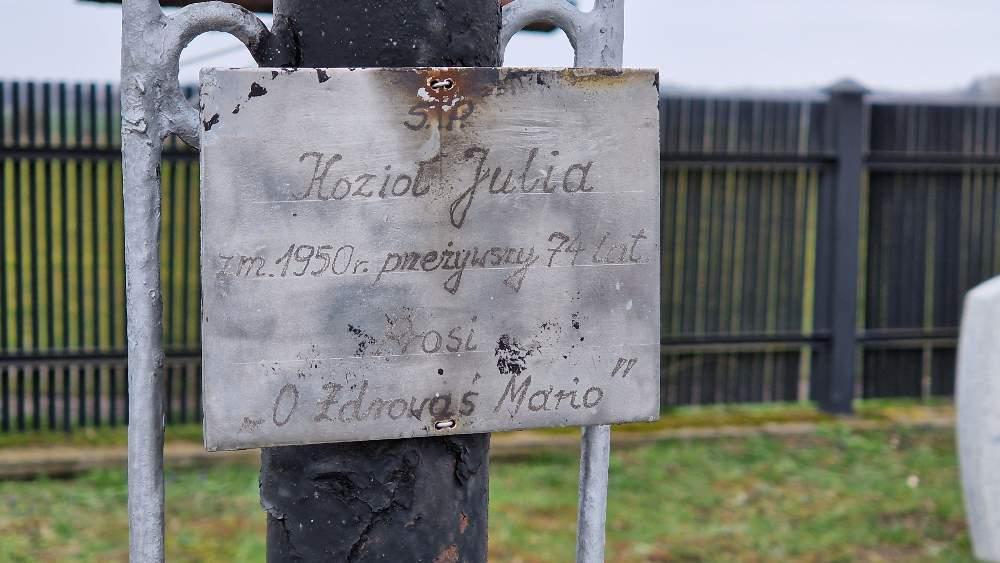 Ś.P.
Kozioł Julia
zm. 1950 r. przeżywszy 74 lat.
Prosi
„O Zdrowaś Mario”